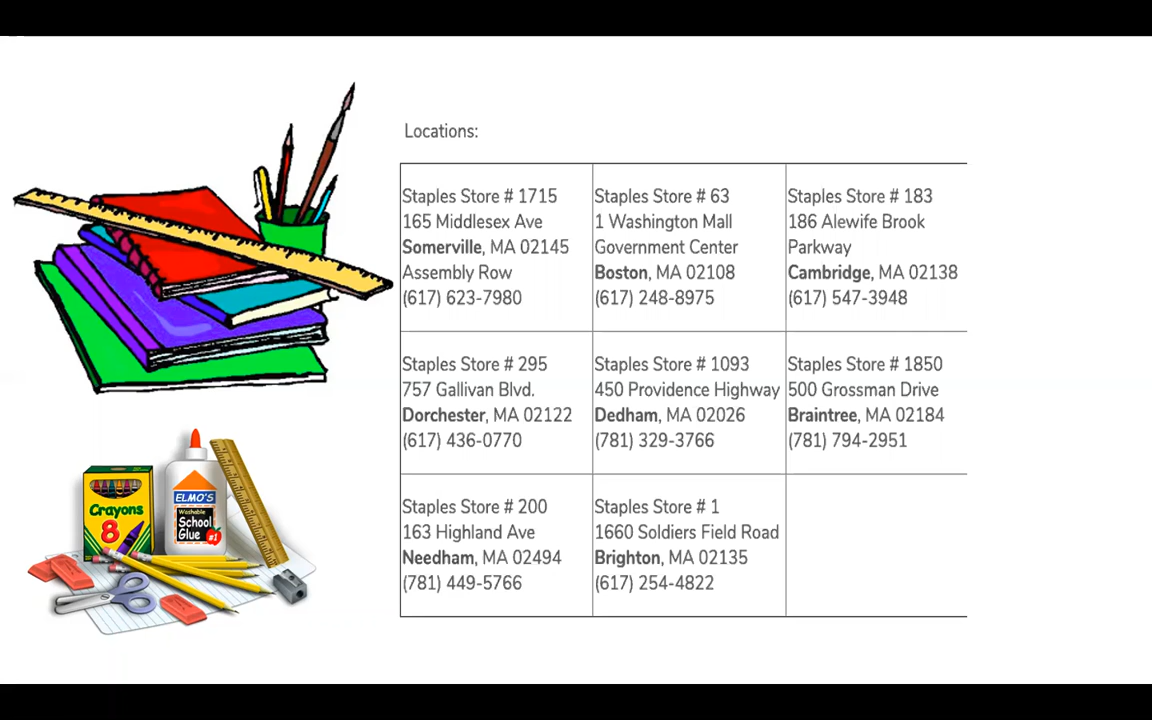 Locations:
Staples Store # 1715
165 Middlesex Ave
Somerville, MA 02145
Assembly Row
(617) 623-7980
Staples Store # 63
1 Washington Mall
Government Center
Boston, MA 02108
(617) 248-8975
Staples Store # 183
186 Alewife Brook
Parkway
Cambridge, MA 02138
(617) 547-3948
Staples Store # 295
757 Gallivan Blvd.
Dorchester, MA 02122
(617) 436-0770
Staples Store # 1093
450 Providence Highway
Dedham, MA 02026
(781) 329-3766
Staples Store # 1850
500 Grossman Drive
Braintree, MA 02184
(781) 794-2951
Staples Store # 200
163 Highland Ave
Needham, MA 02494
(781) 449-5766
Staples Store # 1
1660 Soldiers Field Road
Brighton, MA 02135
(617) 254-4822
Crayons
8
ELMO'S
Washable
School
Glue
#1